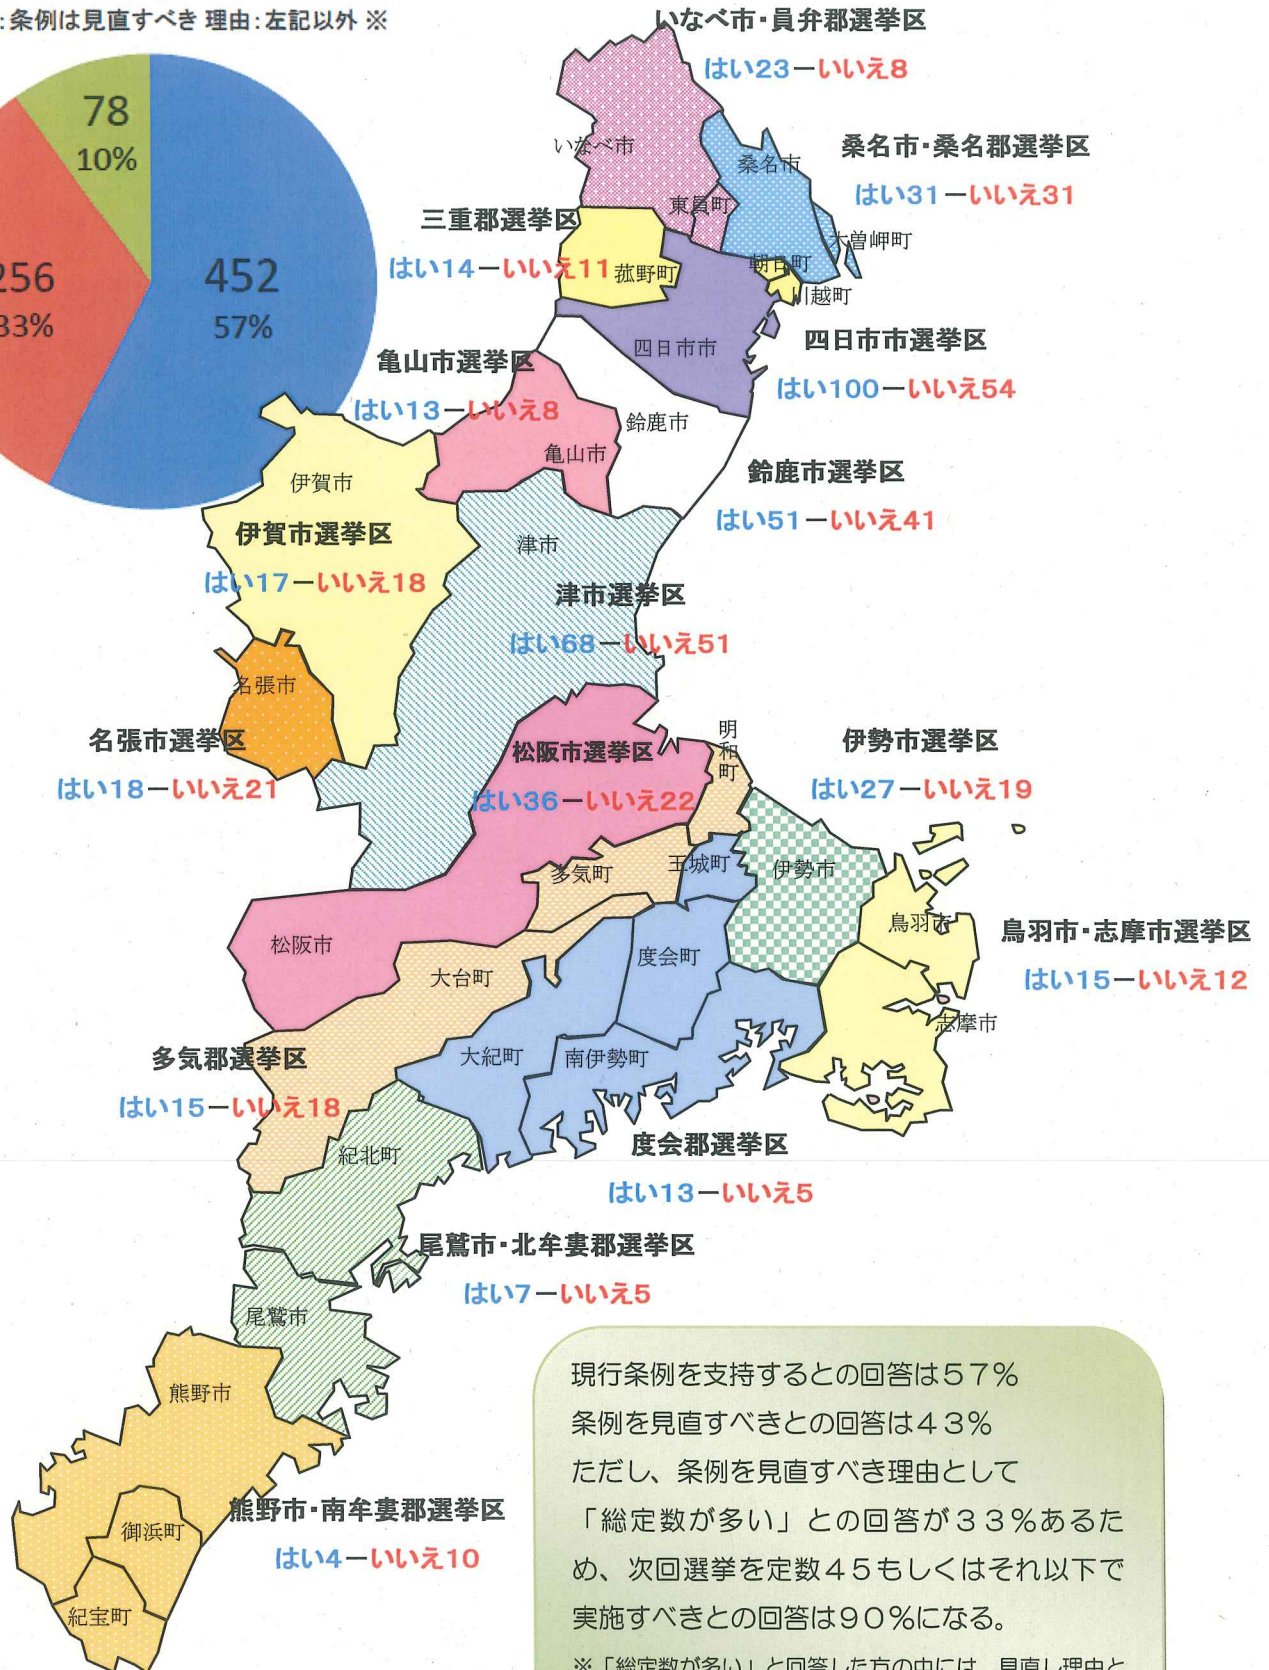 :条例は見直すべき 理由:左記以外 ※
78
10%
256
33%
452
57%
いなべ市・員弁郡選挙区
はい23－いいえ8
いなべ市
東員町
桑名市
桑名市・桑名郡選挙区
はい31－いいえ31
木曽岬町
朝日町
川越町
三重郡選挙区
はい14－いいえ11
菰野町
四日市市
四日市市選挙区
はい100－いいえ54
亀山市選挙区
はい13－いいえ8
亀山市
鈴鹿市
鈴鹿市選挙区
はい51－いいえ41
伊賀市
伊賀市選挙区
はい17－いいえ18
津市
津市選挙区
はい68－いいえ51
名張市
名張市選挙区
はい18－いいえ21
松阪市選挙区
はい36－いいえ22
明和町
伊勢市選挙区
はい27－いいえ19
多気町
玉城町
伊勢市
鳥羽市
鳥羽市・志摩市選挙区
はい15－いいえ12
志摩市
松阪市
大台町
度会町
多気郡選挙区
はい15－いいえ18
大紀町
南伊勢町
度会郡選挙区
はい13－いいえ5
紀北町
尾鷲市・北牟婁郡選挙区
はい7－いいえ5
尾鷲市
熊野市
熊野市・南牟婁郡選挙区
はい4－いいえ10
御浜町
紀宝町
現行条例を支持するとの回答は５７％
条例を見直すべきとの回答は４３％
ただし、条例を見直すべき理由として
「総定数が多い」との回答が３３％あるた
め、次回選挙を定数４５もしくはそれ以下で
実施すべきとの回答は９０％になる。
※「総定数が多い」と回答した方の中には、見直し理由と